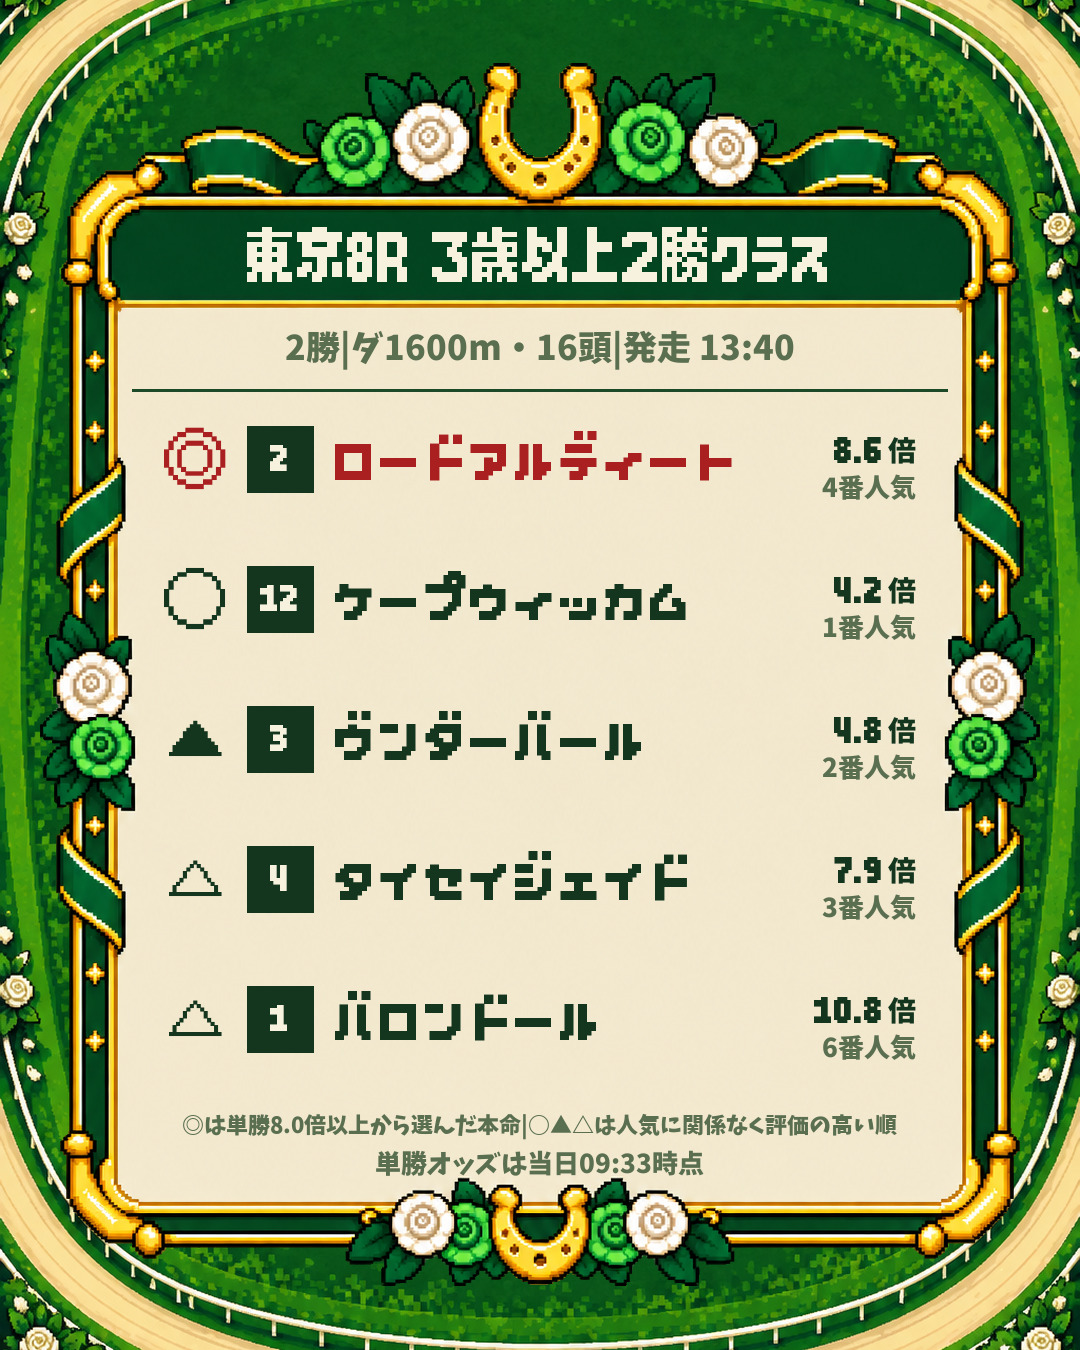 東京8R 3歳以上2勝クラス
2勝|ダ1600m・16頭|発走 13:40
◎ 2 ロードアルディート 8.6倍
4番人気
○ 12 ケープウィッカム 4.2倍
1番人気
▲ 3 ヴンダーバール 4.8倍
2番人気
△ 4 タイセイジェイド 7.9倍
3番人気
△ 1 バロンドール 10.8倍
6番人気
◎は単勝8.0倍以上から選んだ本命|○▲△は人気に関係なく評価の高い順
単勝オッズは当日09:33時点